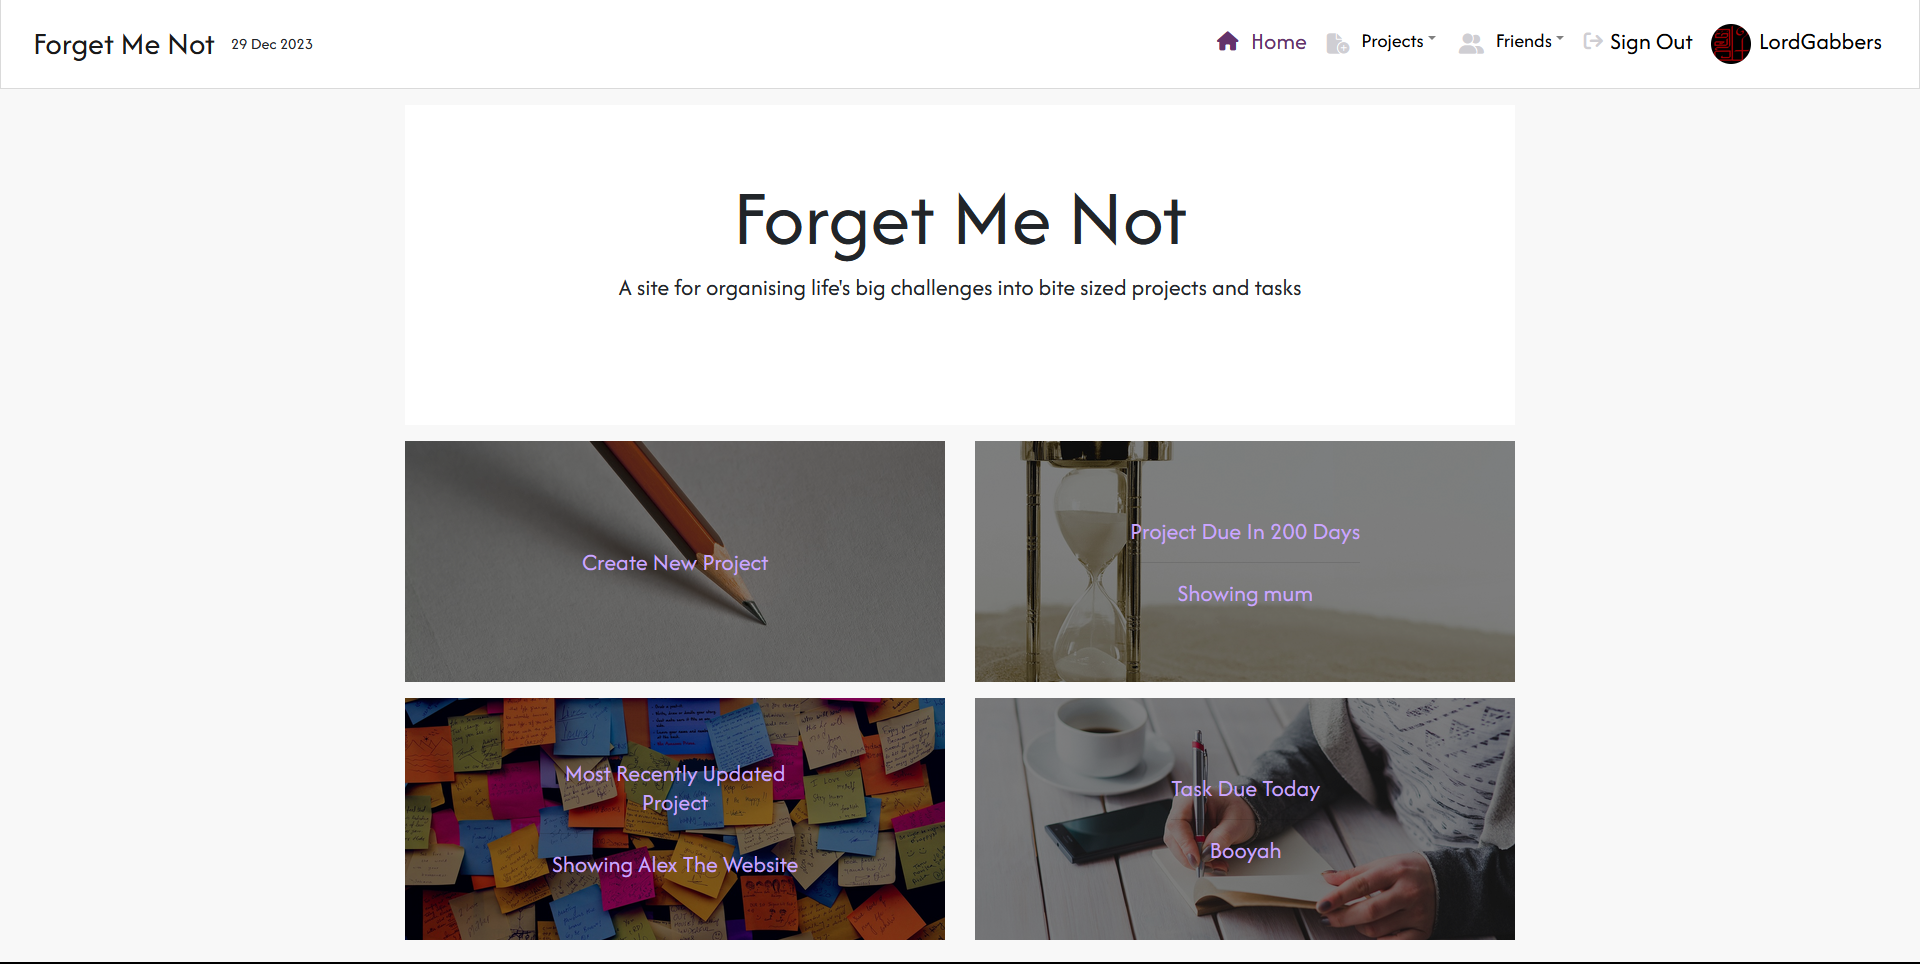 Forget Me Not 29 Dec 2023 Home Projects Friends Sign Out LordGabbers
Forget Me Not
A site for organising life's big challenges into bite sized projects and tasks
Create New Project
Project Due In 200 Days
Showing mum
Most Recently Updated
Project
Showing Alex The Website
Task Due Today
Booyah